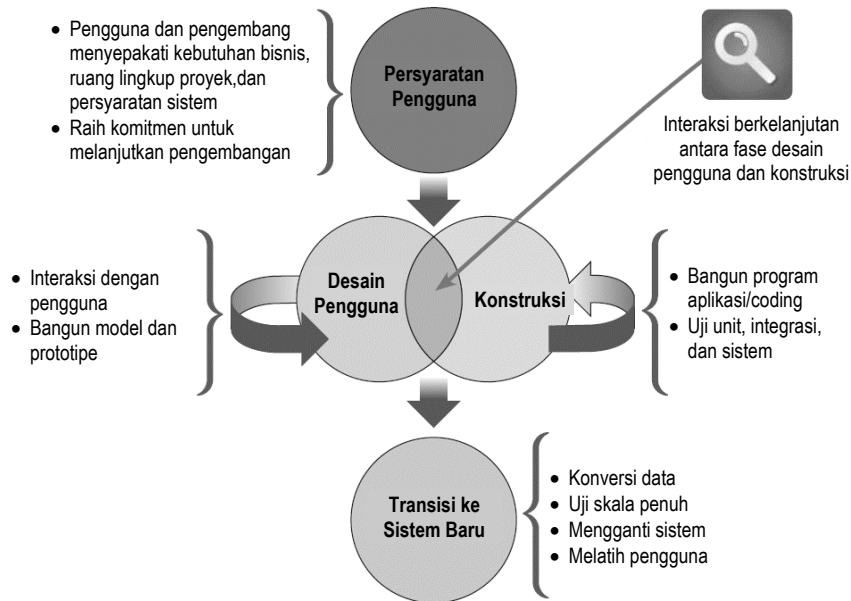 • Pengguna dan pengembang
menyepakati kebutuhan bisnis,
ruang lingkup proyek,dan
persyaratan sistem
• Raih komitmen untuk
melanjutkan pengembangan
Persyaratan
Pengguna
Interaksi berkelanjutan
antara fase desain
pengguna dan konstruksi
• Interaksi dengan
pengguna
• Bangun model dan
prototipe
Desain
Pengguna
Konstruksi
• Bangun program
aplikasi/coding
• Uji unit, integrasi,
dan sistem
Transisi ke
Sistem Baru
• Konversi data
• Uji skala penuh
• Mengganti sistem
• Melatih pengguna